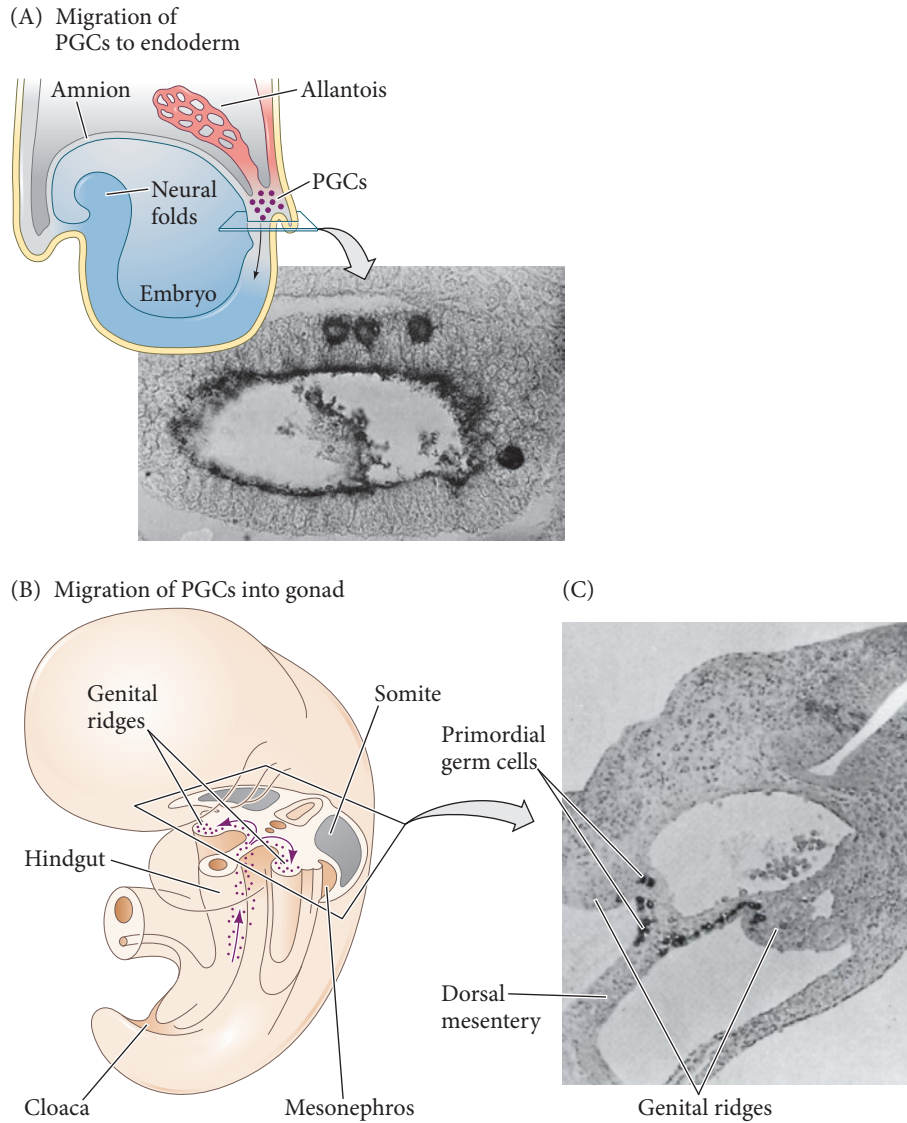 (A) Migration of
PGCs to endoderm
Amnion
Allantois
PGCs
Neural
folds
Embryo
(B) Migration of PGCs into gonad
(C)
Genital
ridges
Somite
Primordial
germ cells
Hindgut
Dorsal
mesentery
Cloaca
Mesonephros
Genital ridges